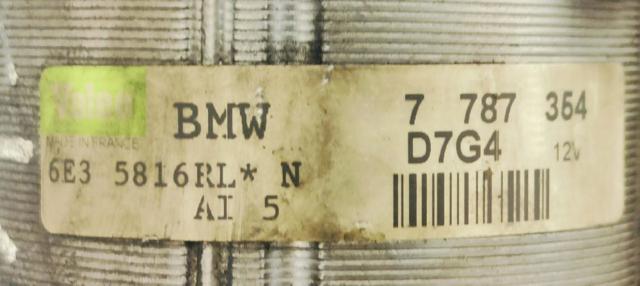 Valeo
MADE IN FRANCE
BMW
6E3 5816RL* N
AI 5
7 787 354
D7G4 12V